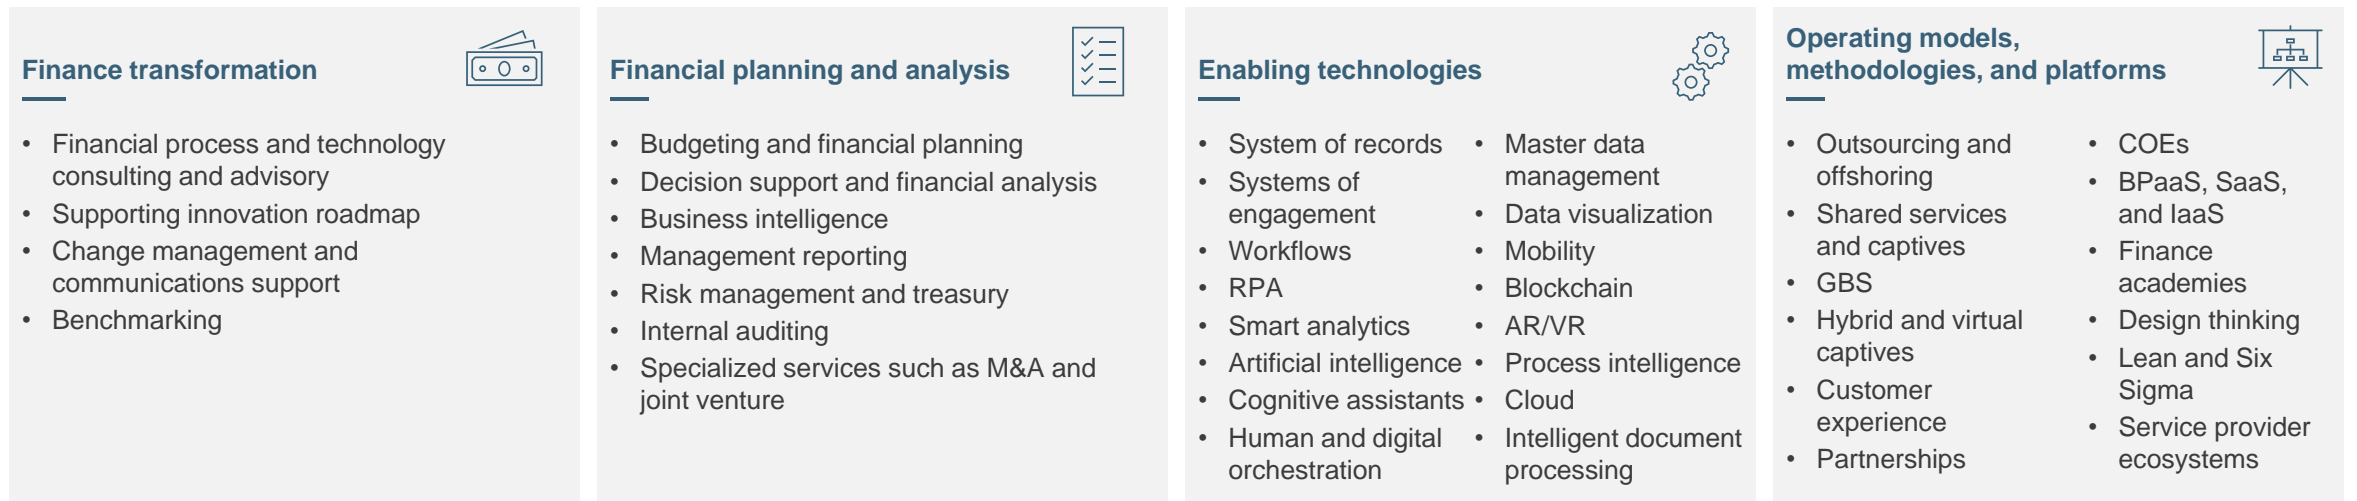 Finance transformation
• Financial process and technology
consulting and advisory
• Supporting innovation roadmap
• Change management and
communications support
• Benchmarking
Financial planning and analysis
• Budgeting and financial planning
• Decision support and financial analysis
• Business intelligence
• Management reporting
• Risk management and treasury
• Internal auditing
• Specialized services such as M&A and
joint venture
Enabling technologies
• System of records
• Systems of
engagement
• Workflows
• RPA
• Smart analytics
• Artificial intelligence
• Cognitive assistants
• Human and digital
orchestration
• Master data
management
• Data visualization
• Mobility
• Blockchain
• AR/VR
• Process intelligence
• Cloud
• Intelligent document
processing
Operating models,
methodologies, and platforms
• Outsourcing and
offshoring
• Shared services
and captives
• GBS
• Hybrid and virtual
captives
• Customer
experience
• Partnerships
• COEs
• BPaaS, SaaS,
and IaaS
• Finance
academies
• Design thinking
• Lean and Six
Sigma
• Service provider
ecosystems